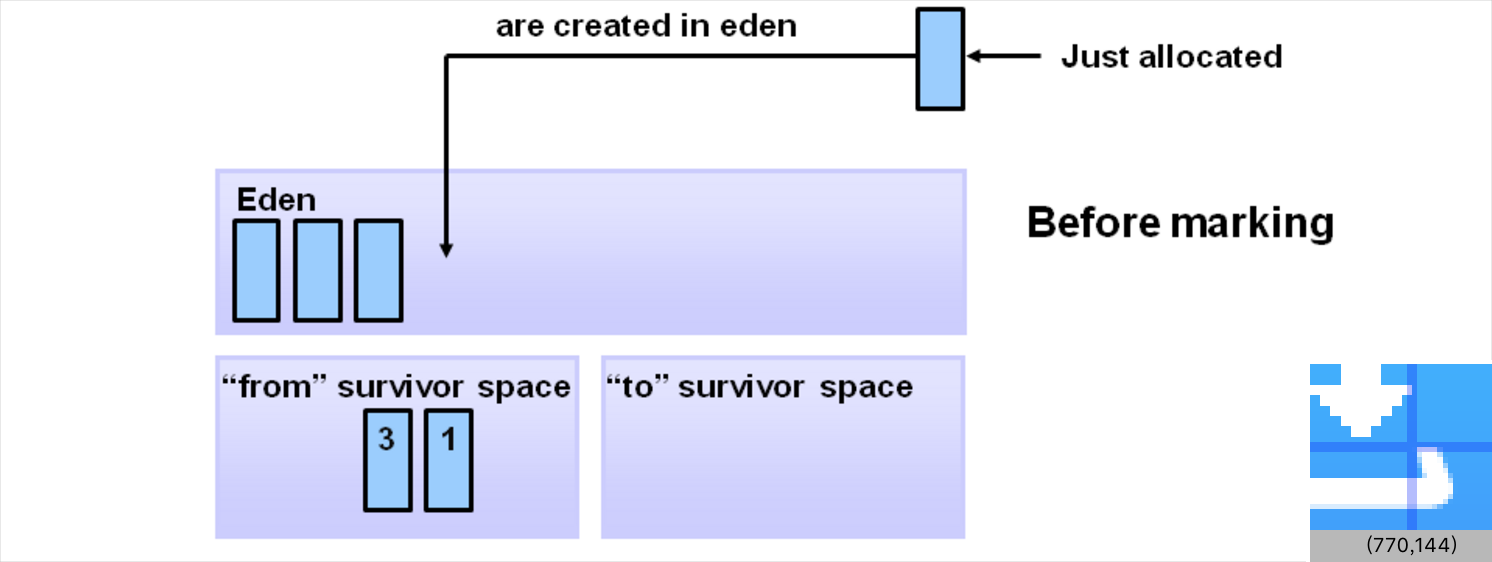 are created in eden
Just allocated
Eden
Before marking
“from” survivor space
“to” survivor space
3
1
(770,144)